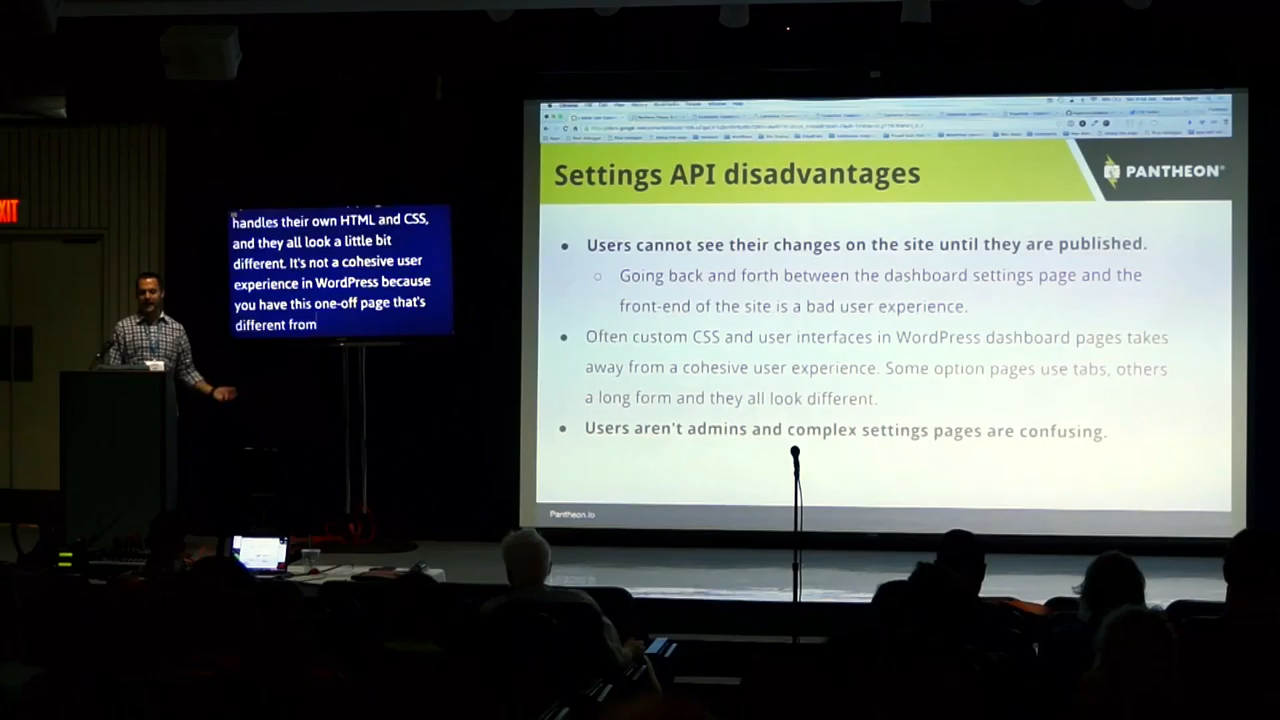 EXIT
handles their own HTML and CSS,
and they all look a little bit
different. It's not a cohesive user
experience in WordPress because
you have this one-off page that's
different from
Settings API disadvantages
PANTHEON®
• Users cannot see their changes on the site until they are published.
○ Going back and forth between the dashboard settings page and the
front-end of the site is a bad user experience.
• Often custom CSS and user interfaces in WordPress dashboard pages takes
away from a cohesive user experience. Some option pages use tabs, others
a long form and they all look different.
• Users aren't admins and complex settings pages are confusing.
Pantheon.io